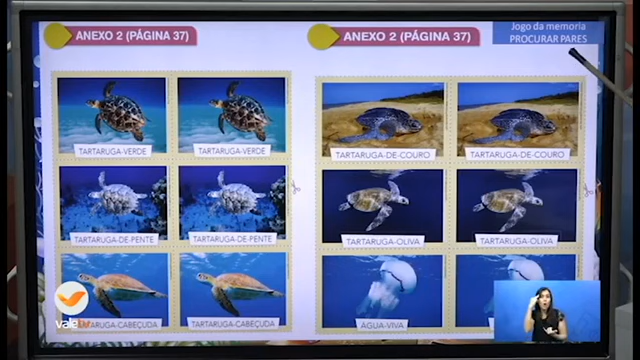 ANEXO 2 (PÁGINA 37)
ANEXO 2 (PÁGINA 37)
Jogo da memoria
PROCURAR PARES
TARTARUGA-VERDE
TARTARUGA-VERDE
TARTARUGA-DE-COURO
TARTARUGA-DE-COURO
TARTARUGA-DE-PENTE
TARTARUGA-DE-PENTE
TARTARUGA-OLIVA
TARTARUGA-OLIVA
TARTARUGA-CABEÇUDA
TARTARUGA-CABEÇUDA
ÁGUA-VIVA